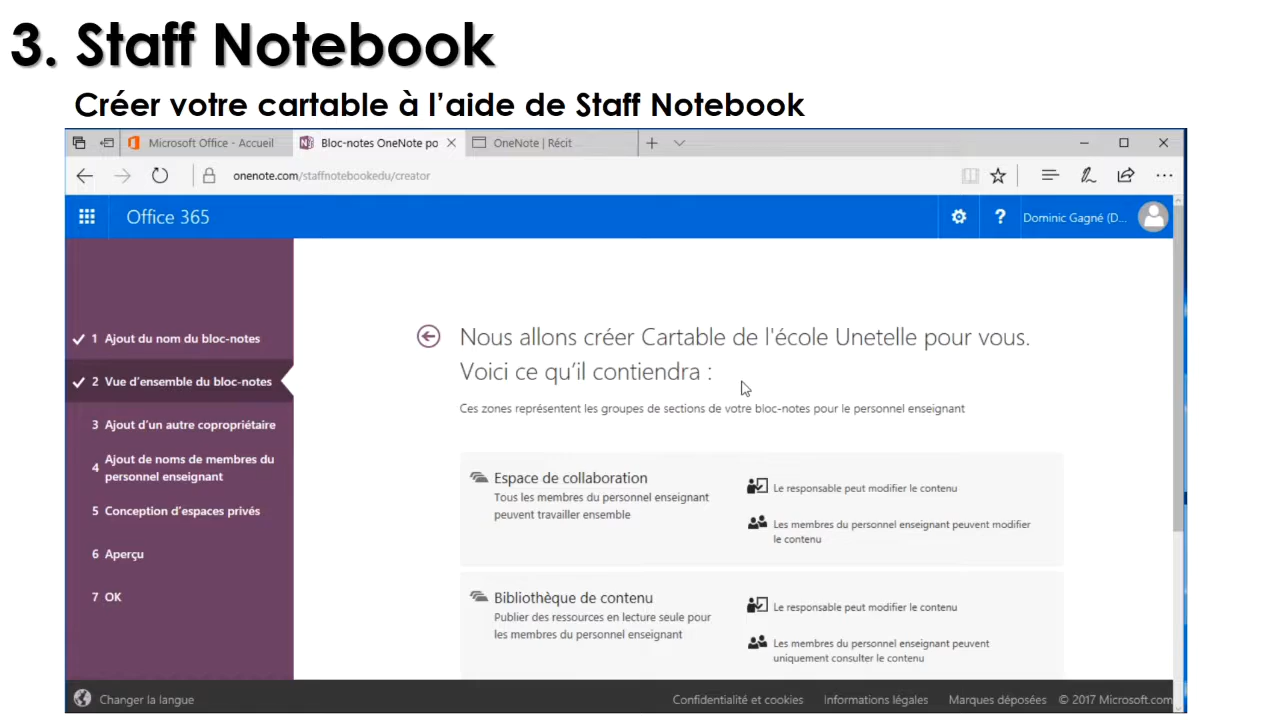 3. Staff Notebook
Créer votre cartable à l’aide de Staff Notebook
Microsoft Office - Accueil
Bloc-notes OneNote po
OneNote | Récit
onenote.com/staffnotebookedu/creator
Office 365
?
Dominic Gagné (D...
1 Ajout du nom du bloc-notes
2 Vue d'ensemble du bloc-notes
3 Ajout d'un autre copropriétaire
4 Ajout de noms de membres du
personnel enseignant
5 Conception d'espaces privés
6 Aperçu
7 OK
Nous allons créer Cartable de l'école Unetelle pour vous.
Voici ce qu’il contiendra :
Ces zones représentent les groupes de sections de votre bloc-notes pour le personnel enseignant
Espace de collaboration
Tous les membres du personnel enseignant
peuvent travailler ensemble
Le responsable peut modifier le contenu
Les membres du personnel enseignant peuvent modifier
le contenu
Bibliothèque de contenu
Publier des ressources en lecture seule pour
les membres du personnel enseignant
Le responsable peut modifier le contenu
Les membres du personnel enseignant peuvent
uniquement consulter le contenu
Changer la langue
Confidentialité et cookies
Informations légales
Marques déposées
© 2017 Microsoft.com